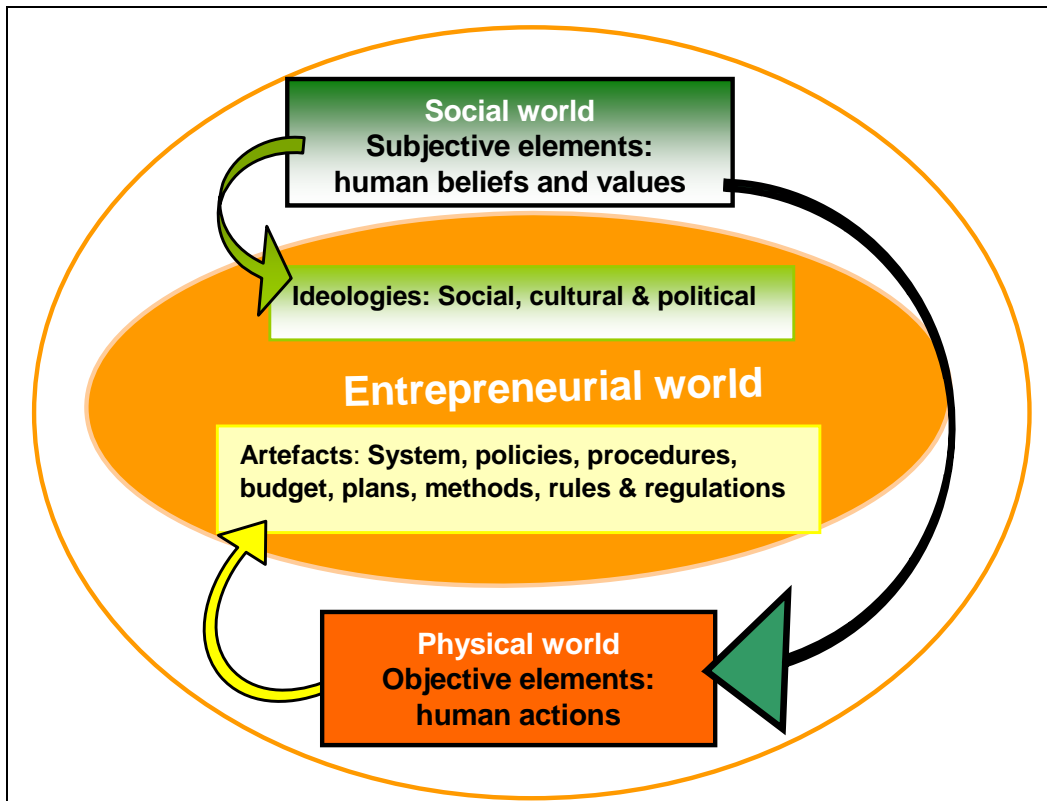 Social world
Subjective elements:
human beliefs and values
Ideologies: Social, cultural & political
Entrepreneurial world
Artefacts: System, policies, procedures,
budget, plans, methods, rules & regulations
Physical world
Objective elements:
human actions